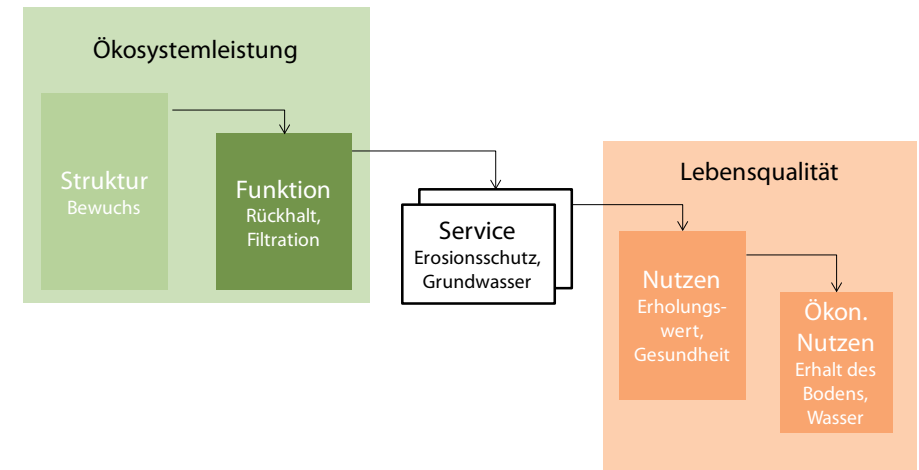 Ökosystemleistung
Struktur
Bewuchs
Funktion
Rückhalt,
Filtration
Service
Erosionsschutz,
Grundwasser
Lebensqualität
Nutzen
Erholungs-
wert,
Gesundheit
Ökon.
Nutzen
Erhalt des
Bodens,
Wasser